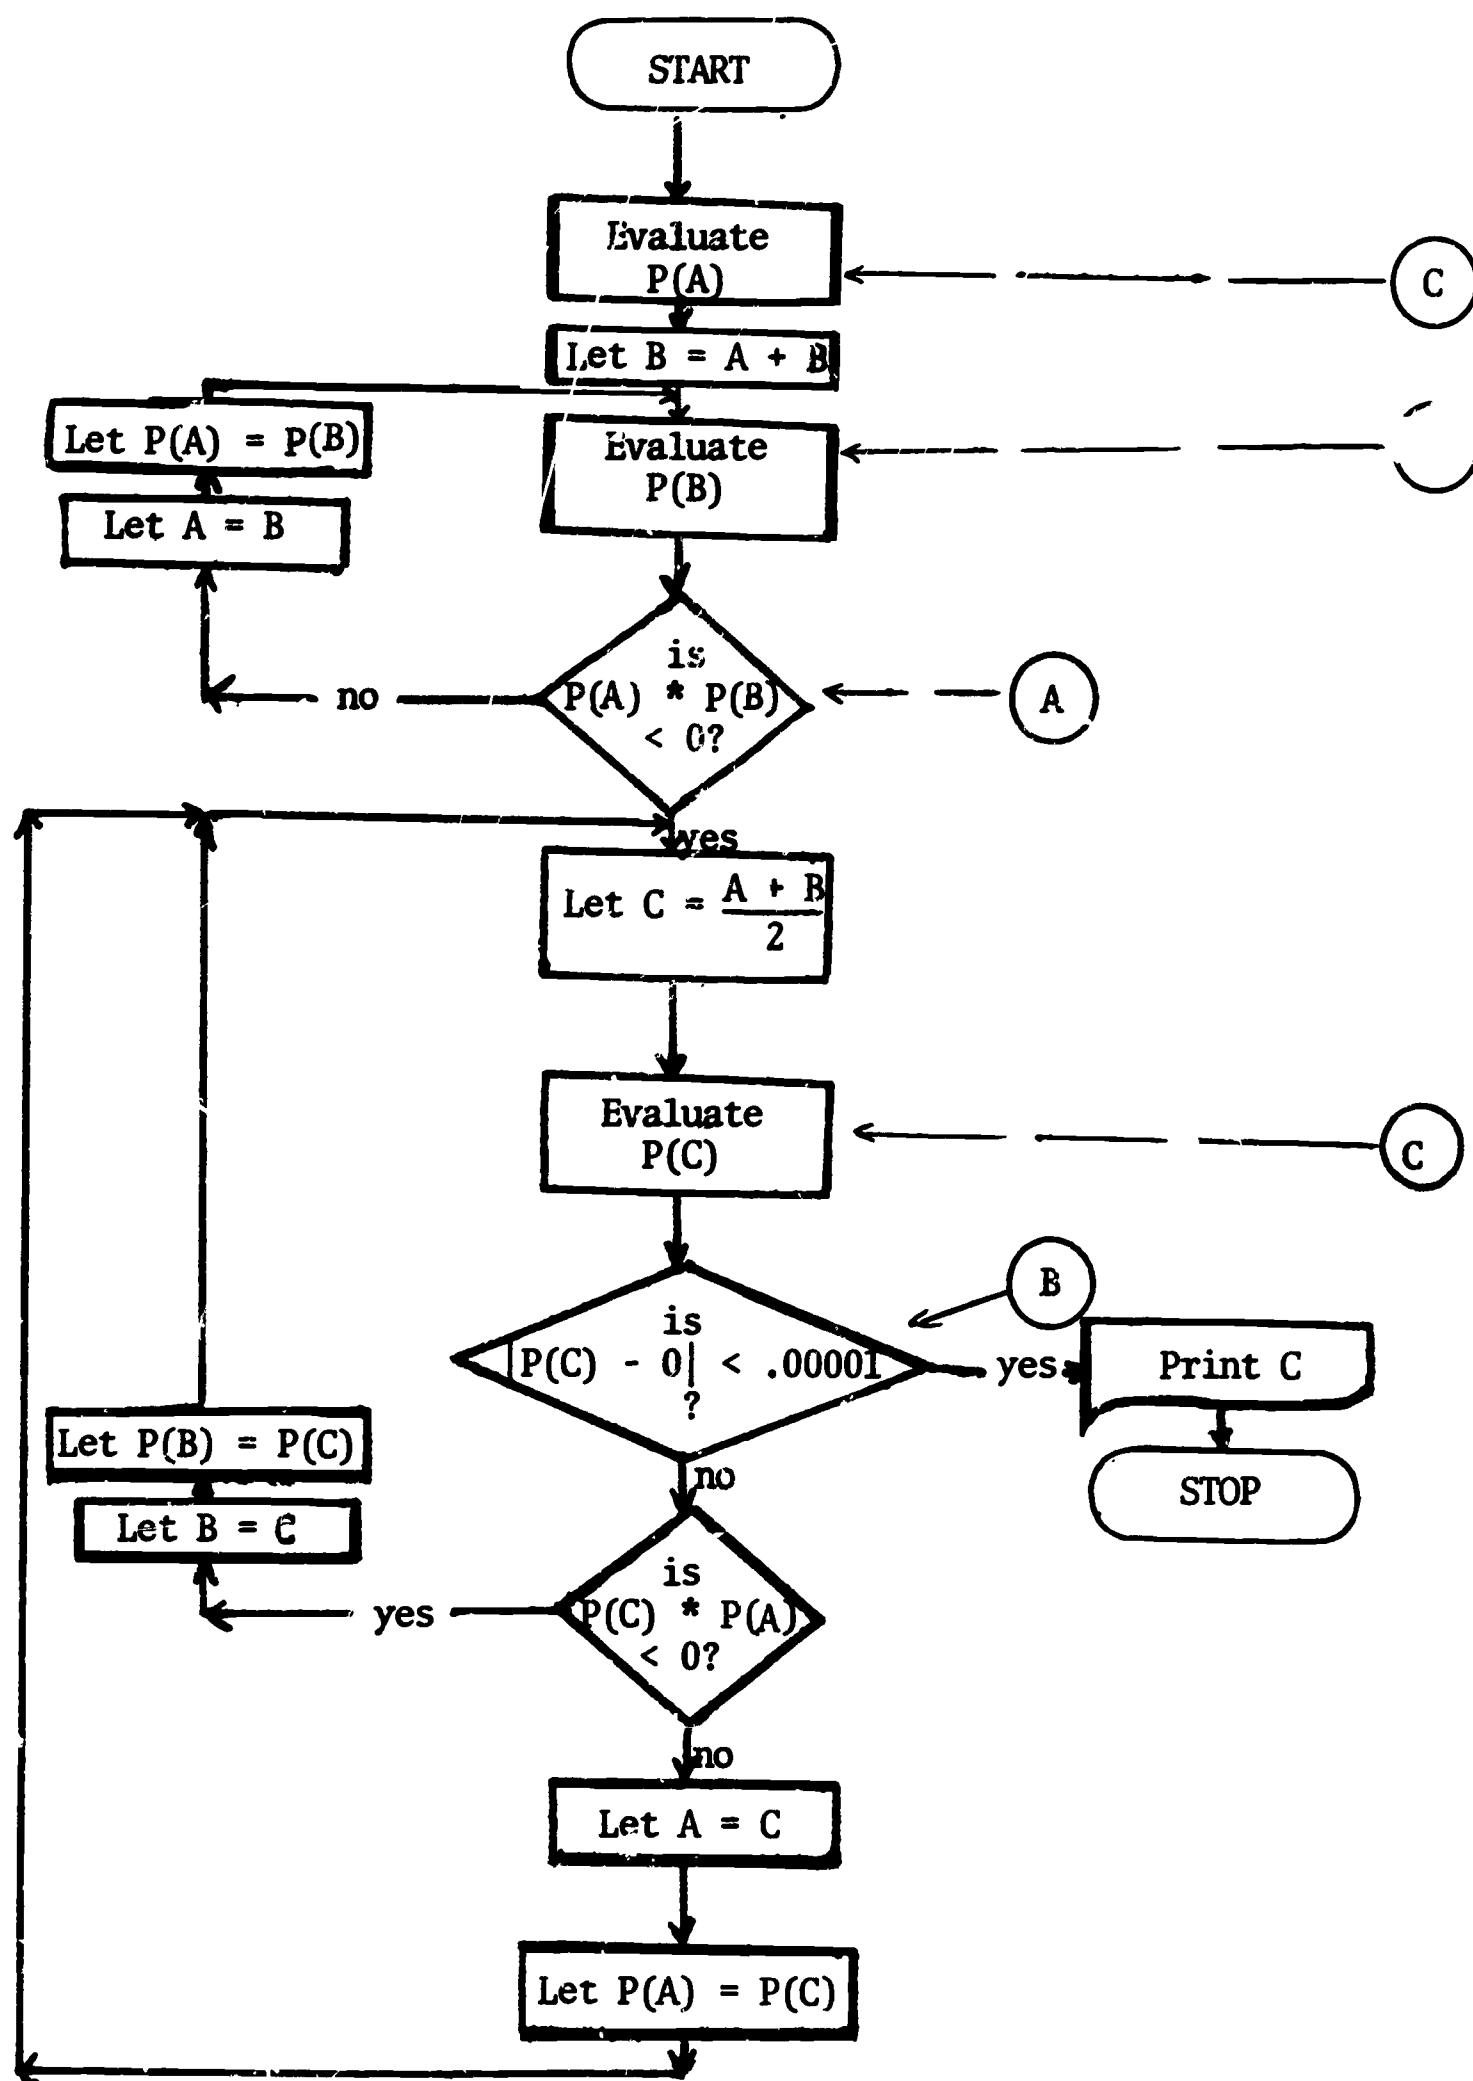 START
Evaluate
P(A)
C
Let B = A + B
Let P(A) = P(B)
Evaluate
P(B)
Let A = B
is
P(A) * P(B)
< 0?
no
A
yes
Let C = A + B
2
Evaluate
P(C)
C
B
is
|P(C) - 0| < .00001
?
yes
Print C
no
STOP
Let P(B) = P(C)
Let B = C
is
P(C) * P(A)
< 0?
yes
no
Let A = C
Let P(A) = P(C)